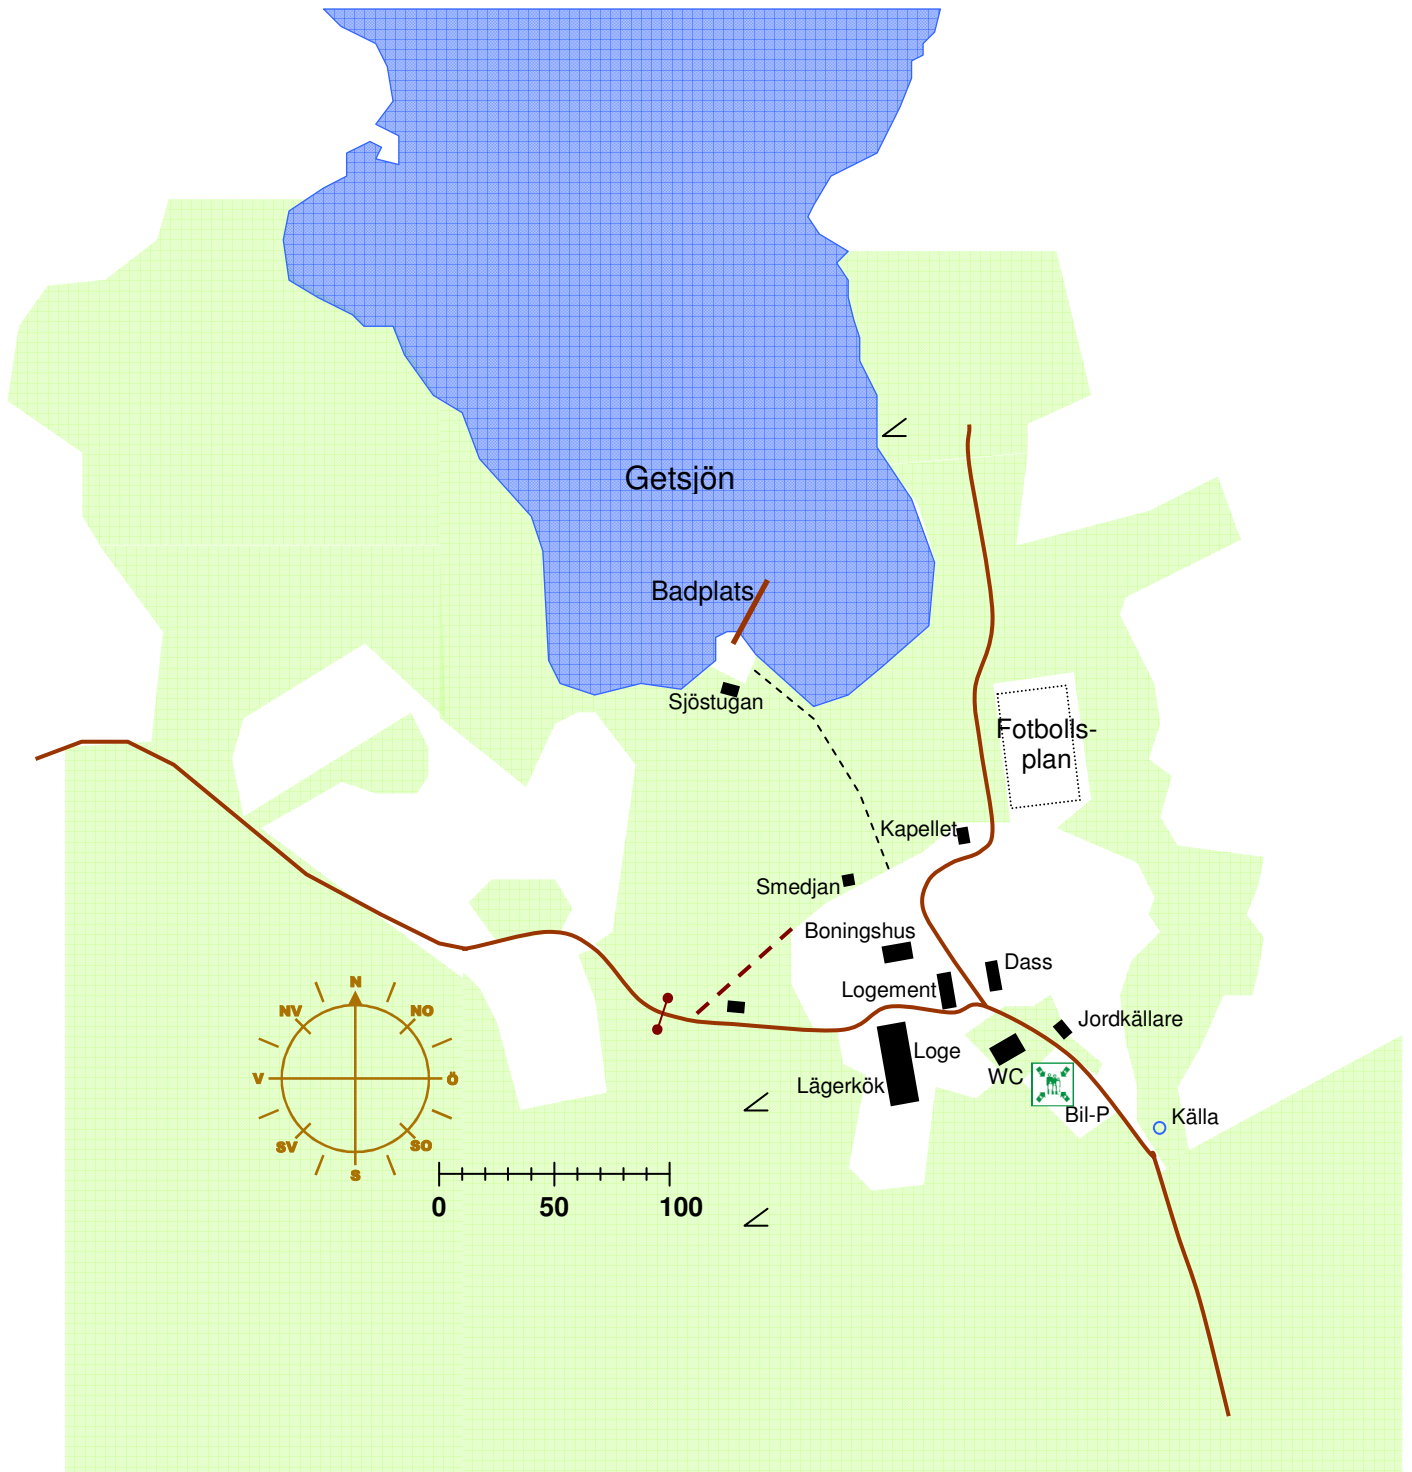 Getsjön
Badplats
Sjöstugan
Fotbolls-
plan
Kapellet
Smedjan
Boningshus
Dass
Logement
Jordkällare
Loge
WC
Lägerkök
Bil-P
Källa
N
NV
NO
V
Ö
SV
SO
S
0 50 100